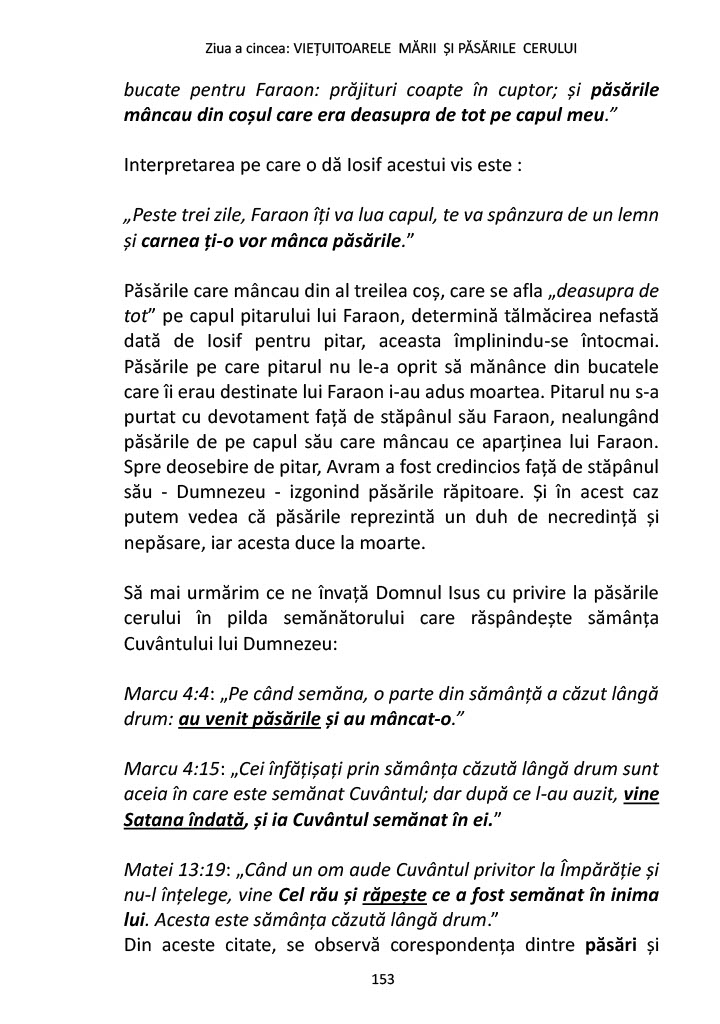 Ziua a cincea: VIEȚUITOARELE MĂRII ȘI PĂSĂRILE CERULUI
bucate pentru Faraon: prăjituri coapte în cuptor; și păsările
mâncau din coșul care era deasupra de tot pe capul meu.”
Interpretarea pe care o dă Iosif acestui vis este :
„Peste trei zile, Faraon îți va lua capul, te va spânzura de un lemn
și carnea ți-o vor mânca păsările.”
Păsările care mâncau din al treilea coș, care se afla „deasupra de
tot” pe capul pitarului lui Faraon, determină tălmăcirea nefastă
dată de Iosif pentru pitar, aceasta împlinindu-se întocmai.
Păsările pe care pitarul nu le-a oprit să mănânce din bucatele
care îi erau destinate lui Faraon i-au adus moartea. Pitarul nu s-a
purtat cu devotament față de stăpânul său Faraon, nealungând
păsările de pe capul său care mâncau ce aparținea lui Faraon.
Spre deosebire de pitar, Avram a fost credincios față de stăpânul
său - Dumnezeu - izgonind păsările răpitoare. Și în acest caz
putem vedea că păsările reprezintă un duh de necredință și
nepăsare, iar acesta duce la moarte.
Să mai urmărim ce ne învață Domnul Isus cu privire la păsările
cerului în pilda semănătorului care răspândește sămânța
Cuvântului lui Dumnezeu:
Marcu 4:4: „Pe când semăna, o parte din sămânță a căzut lângă
drum: au venit păsările și au mâncat-o.”
Marcu 4:15: „Cei înfățișați prin sămânța căzută lângă drum sunt
aceia în care este semănat Cuvântul; dar după ce l-au auzit, vine
Satana îndată, și ia Cuvântul semănat în ei.”
Matei 13:19: „Când un om aude Cuvântul privitor la Împărăție și
nu-l înțelege, vine Cel rău și răpește ce a fost semănat în inima
lui. Acesta este sămânța căzută lângă drum.”
Din aceste citate, se observă corespondența dintre păsări și
153